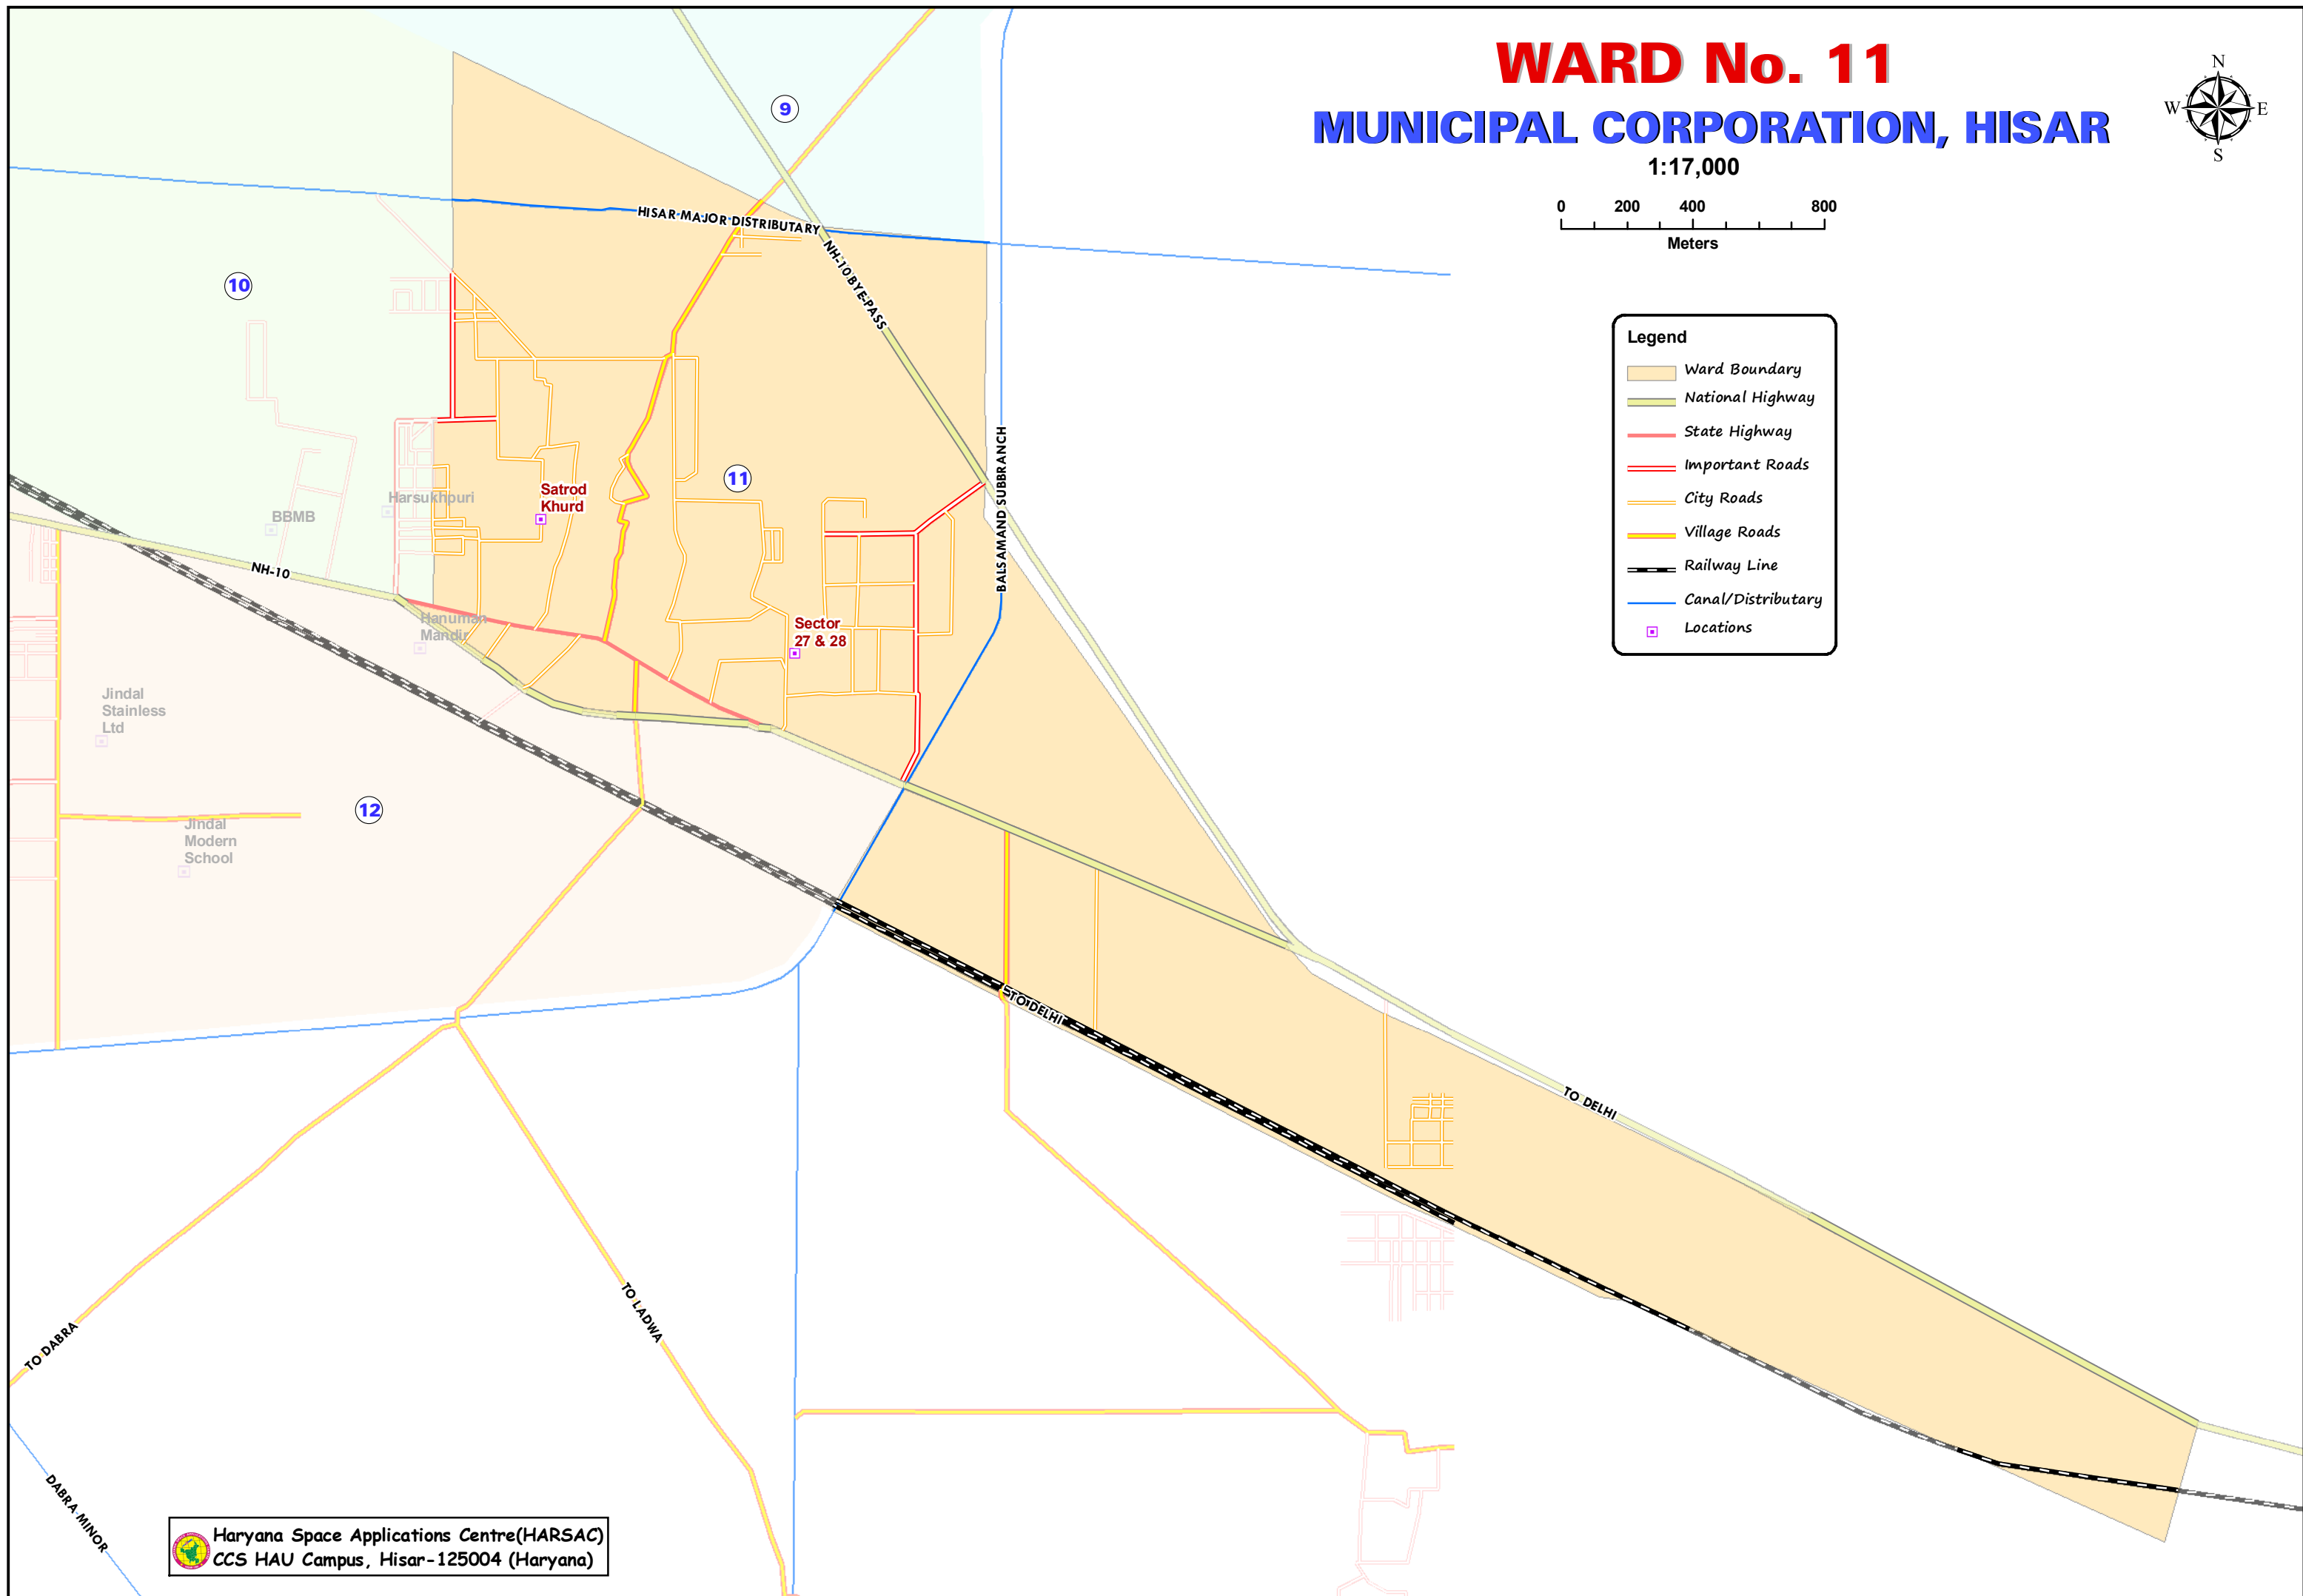 WARD No. 11
MUNICIPAL CORPORATION, HISAR
1:17,000
0 200 400 800
Meters
N
W E
S
Legend
Ward Boundary
National Highway
State Highway
Important Roads
City Roads
Village Roads
Railway Line
Canal/Distributary
Locations
9
HISAR MAJOR DISTRIBUTARY
NH-10 BYE-PASS
10
11
BALSAMAND SUBBRANCH
Satrod
Khurd
Harsukhpuri
BBMB
NH-10
Hanuman
Mandir
Sector
27 & 28
Jindal
Stainless
Ltd
12
Jindal
Modern
School
TO DELHI
TO DELHI
TO LADWA
TO DABRA
DABRA MINOR
Haryana Space Applications Centre(HARSAC)
CCS HAU Campus, Hisar-125004 (Haryana)